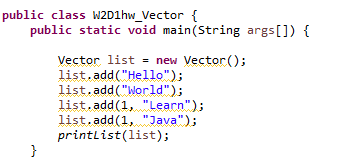 public class W2D1hw_Vector {
    public static void main(String args[]) {

        Vector list = new Vector();
        list.add("Hello");
        list.add("World");
        list.add(1, "Learn");
        list.add(1, "Java");
        printList(list);
    }